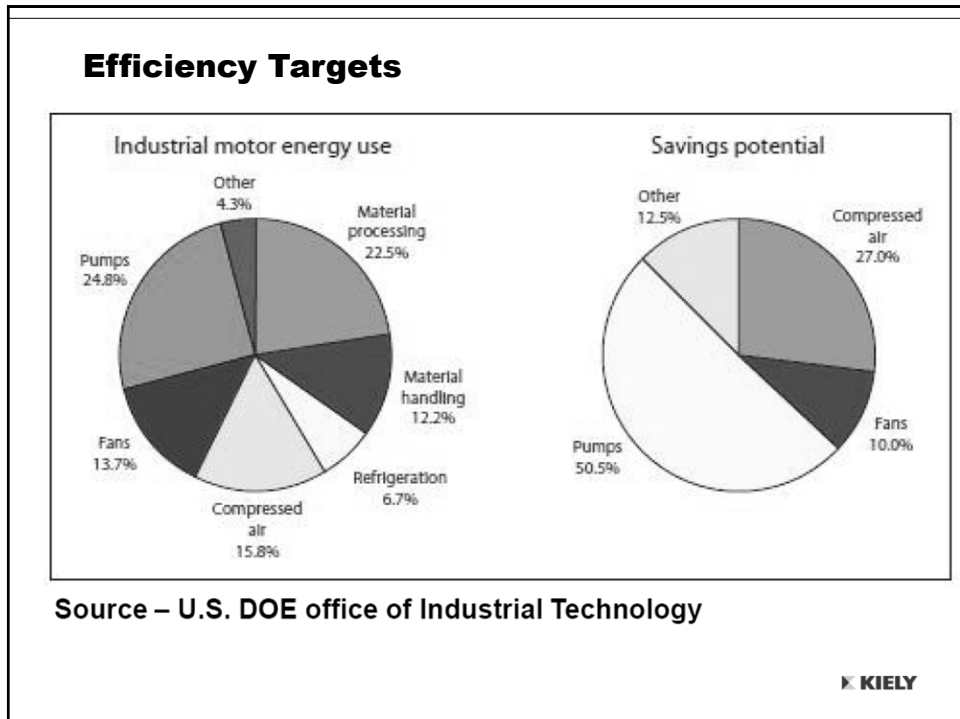 Efficiency Targets
Industrial motor energy use
Other
4.3%
Material
processing
22.5%
Pumps
24.8%
Material
handling
12.2%
Fans
13.7%
Refrigeration
6.7%
Compressed
air
15.8%
Savings potential
Other
12.5%
Compressed
air
27.0%
Fans
10.0%
Pumps
50.5%
Source – U.S. DOE office of Industrial Technology
KIELY